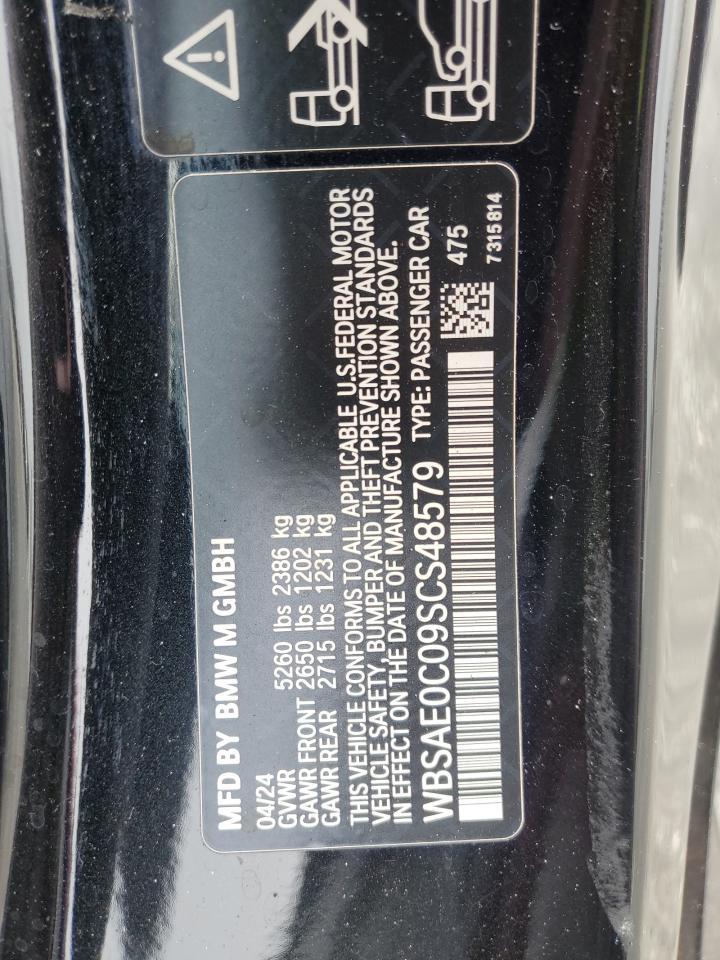 MFD BY BMW M GMBH
04/24
GVWR 5260 lbs 2386 kg
GAWR FRONT 2650 lbs 1202 kg
GAWR REAR 2715 lbs 1231 kg
THIS VEHICLE CONFORMS TO ALL APPLICABLE U.S.FEDERAL MOTOR
VEHICLE SAFETY, BUMPER AND THEFT PREVENTION STANDARDS
IN EFFECT ON THE DATE OF MANUFACTURE SHOWN ABOVE.
WBSAE0C09SCS48579 TYPE: PASSENGER CAR
475
7315814